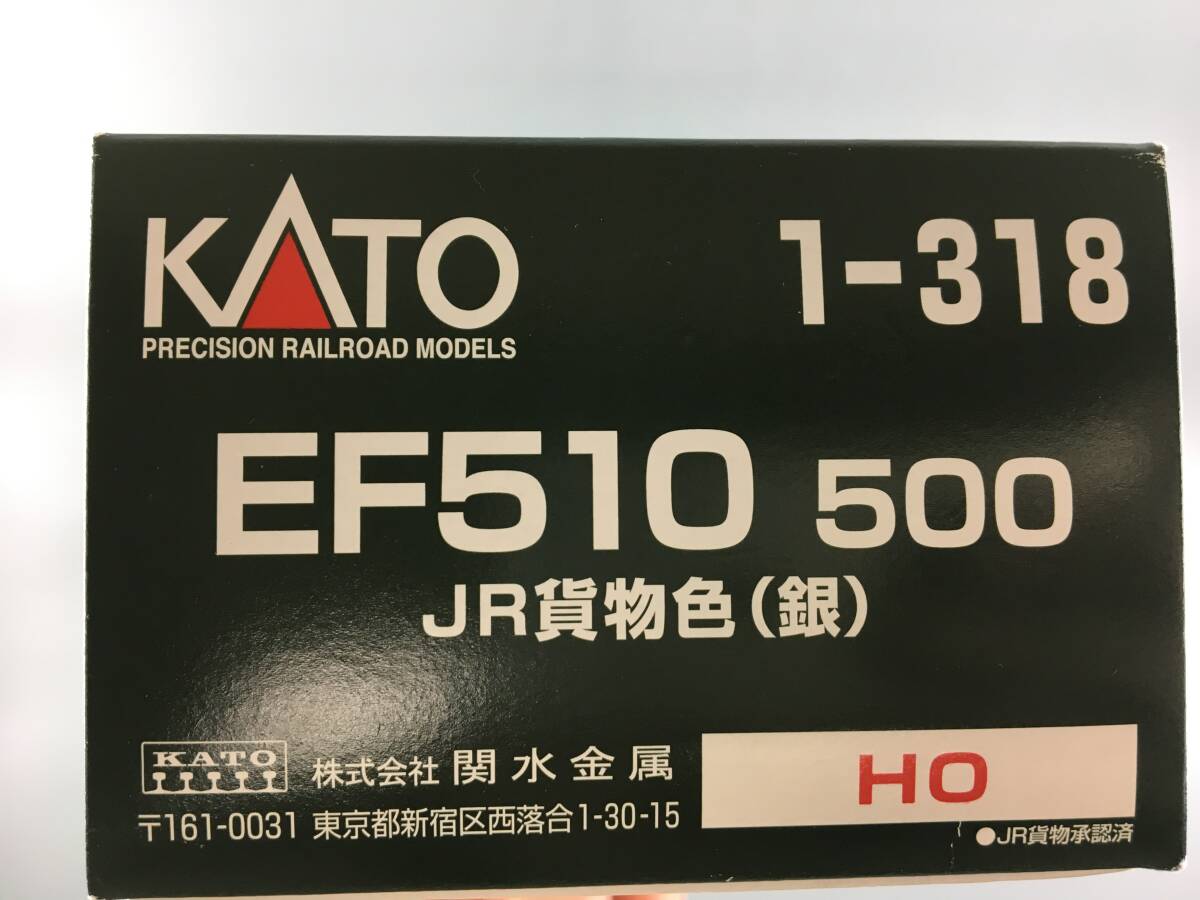 KATO
PRECISION RAILROAD MODELS
1-318
EF510 500
JR貨物色(銀)
KATO
株式会社 関水金属
〒161-0031 東京都新宿区西落合1-30-15
HO
●JR貨物承認済